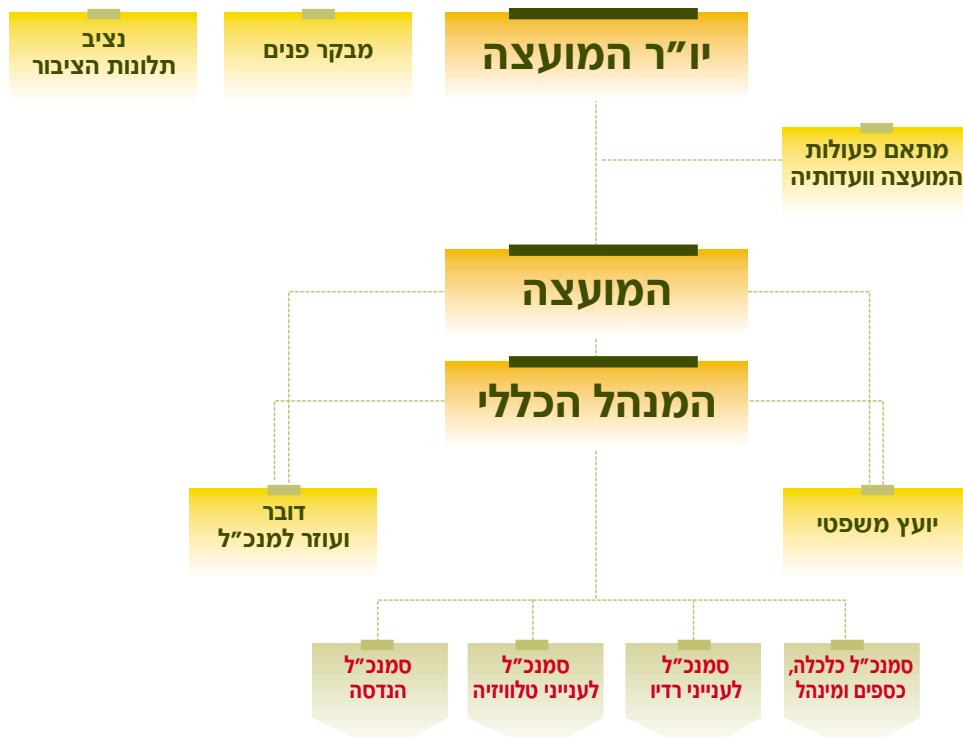 יו״ר המועצה
מבקר פנים
נציב
תלונות הציבור
מתאם פעולות
המועצה וועדותיה
המועצה
המנהל הכללי
יועץ משפטי
דובר
ועוזר למנכ״ל
סמנכ״ל כלכלה,
כספים ומינהל
סמנכ״ל
לענייני רדיו
סמנכ״ל
לענייני טלוויזיה
סמנכ״ל
הנדסה